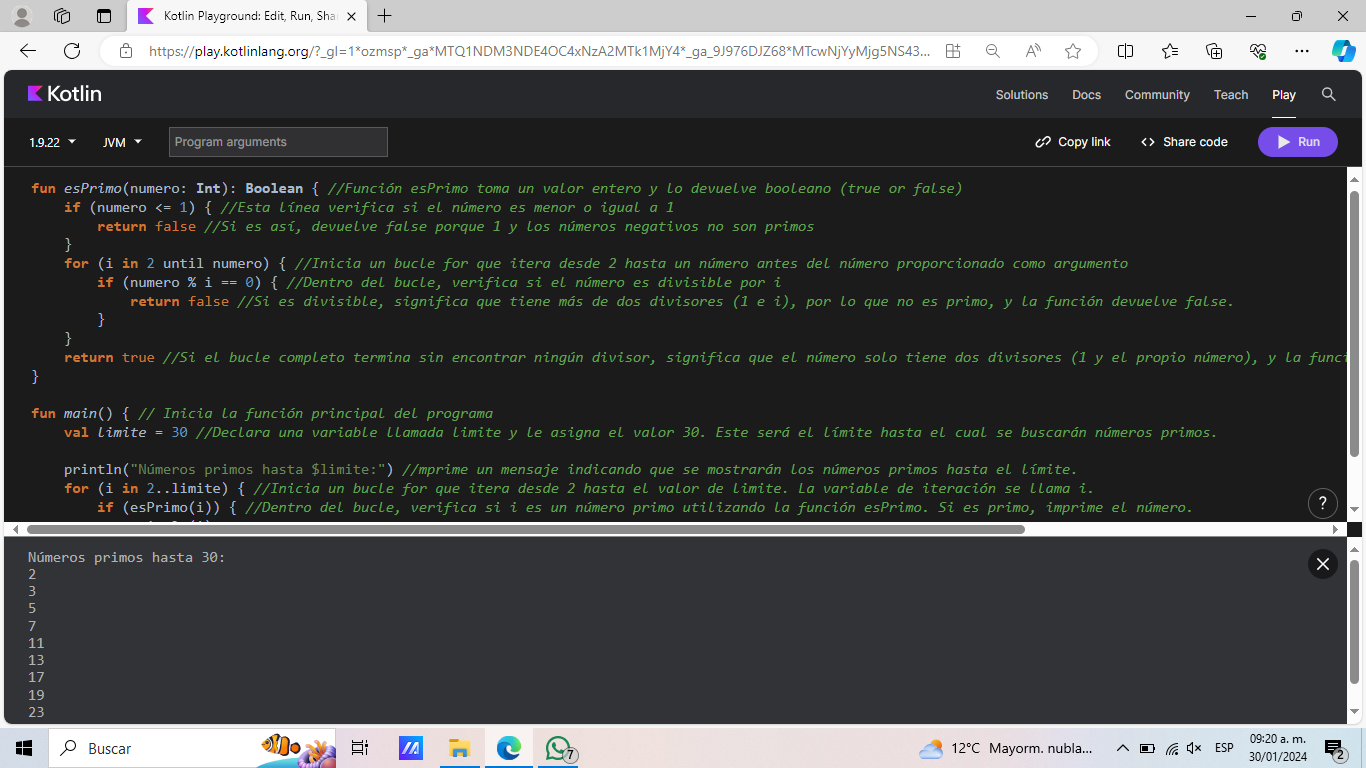 Kotlin Playground: Edit, Run, Shar
https://play.kotlinlang.org/?_gl=1*ozmsp*_ga*MTQ1NDM3NDE4OC4xNzA2MTk1MjY4*_ga_9J976DJZ68*MTcwNjYyMjg5NS43...
Kotlin
Solutions
Docs
Community
Teach
Play
1.9.22
JVM
Program arguments
Copy link
Share code
Run
fun esPrimo(numero: Int): Boolean { //Función esPrimo toma un valor entero y lo devuelve booleano (true or false)
    if (numero <= 1) { //Esta línea verifica si el número es menor o igual a 1
        return false //Si es así, devuelve false porque 1 y los números negativos no son primos
    }
    for (i in 2 until numero) { //Inicia un bucle for que itera desde 2 hasta un número antes del número proporcionado como argumento
        if (numero % i == 0) { //Dentro del bucle, verifica si el número es divisible por i
            return false //Si es divisible, significa que tiene más de dos divisores (1 e i), por lo que no es primo, y la función devuelve false.
        }
    }
    return true //Si el bucle completo termina sin encontrar ningún divisor, significa que el número solo tiene dos divisores (1 y el propio número), y la funci
}
fun main() { // Inicia la función principal del programa
    val limite = 30 //Declara una variable llamada limite y le asigna el valor 30. Este será el límite hasta el cual se buscarán números primos.
    println("Números primos hasta $limite:") //mprime un mensaje indicando que se mostrarán los números primos hasta el límite.
    for (i in 2..limite) { //Inicia un bucle for que itera desde 2 hasta el valor de limite. La variable de iteración se llama i.
        if (esPrimo(i)) { //Dentro del bucle, verifica si i es un número primo utilizando la función esPrimo. Si es primo, imprime el número.
?
Números primos hasta 30:
2
3
5
7
11
13
17
19
23
Buscar
7
12°C Mayorm. nubla...
ESP
09:20 a. m.
30/01/2024
2